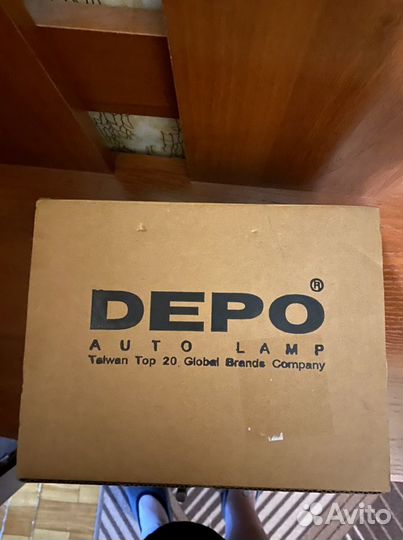 DEPO®
AUTO LAMP
Taiwan Top 20 Global Brands Company
Avito